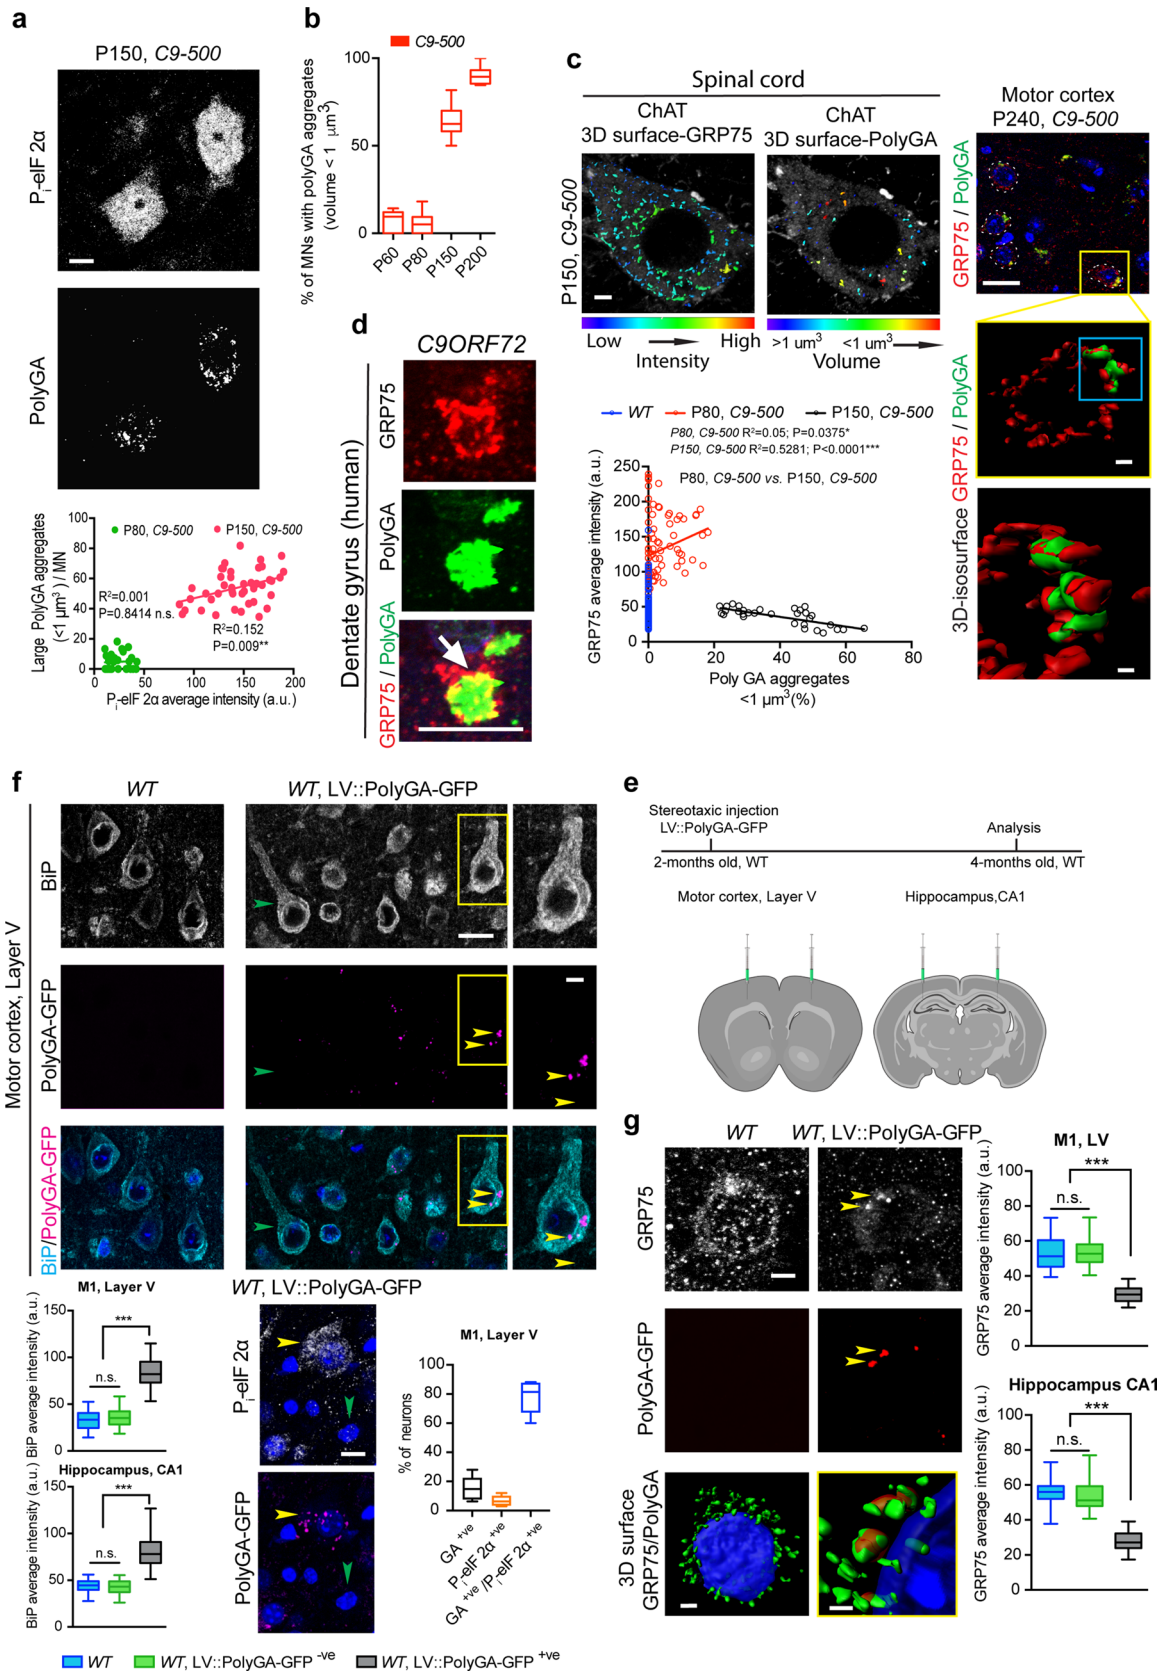 a
P150, C9-500
Pi-eIF 2α
PolyGA
Large PolyGA aggregates
(<1 μm³) / MN
100
80
60
40
20
0
P80, C9-500
P150, C9-500
R²=0.001
P=0.8414 n.s.
R²=0.152
P=0.009**
0 50 100 150 200
Pi-eIF 2α average intensity (a.u.)
b
C9-500
% of MNs with polyGA aggregates
(volume < 1 μm³)
100
50
0
P60
P80
P150
P200
c
Spinal cord
ChAT
3D surface-GRP75
ChAT
3D surface-PolyGA
P150, C9-500
Low
High
Intensity
>1 um³
<1 um³
Volume
WT
P80, C9-500
P150, C9-500
P80, C9-500 R²=0.05; P=0.0375*
P150, C9-500 R²=0.5281; P<0.0001***
P80, C9-500 vs. P150, C9-500
GRP75 average intensity (a.u.)
250
200
150
100
50
0
0 20 40 60 80
Poly GA aggregates
<1 μm³(%)
Motor cortex
P240, C9-500
GRP75 / PolyGA
3D-isosurface GRP75 / PolyGA
d
C9ORF72
Dentate gyrus (human)
GRP75
PolyGA
GRP75 / PolyGA
f
WT
WT, LV::PolyGA-GFP
Motor cortex, Layer V
BiP
PolyGA-GFP
BiP/PolyGA-GFP
M1, Layer V
BiP average intensity (a.u.)
150
100
50
0
n.s.
***
Hippocampus, CA1
BiP average intensity (a.u.)
150
100
50
0
n.s.
***
WT, LV::PolyGA-GFP
Pi-eIF 2α
PolyGA-GFP
M1, Layer V
% of neurons
100
80
60
40
20
0
GA +ve
Pi-eIF 2α +ve
GA +ve/Pi-eIF 2α +ve
WT
WT, LV::PolyGA-GFP -ve
WT, LV::PolyGA-GFP +ve
e
Stereotaxic injection
LV::PolyGA-GFP
Analysis
2-months old, WT
4-months old, WT
Motor cortex, Layer V
Hippocampus,CA1
g
WT
WT, LV::PolyGA-GFP
GRP75
PolyGA-GFP
3D surface
GRP75/PolyGA
M1, LV
GRP75 average intensity (a.u.)
100
80
60
40
20
0
n.s.
***
Hippocampus CA1
GRP75 average intensity (a.u.)
100
80
60
40
20
0
n.s.
***